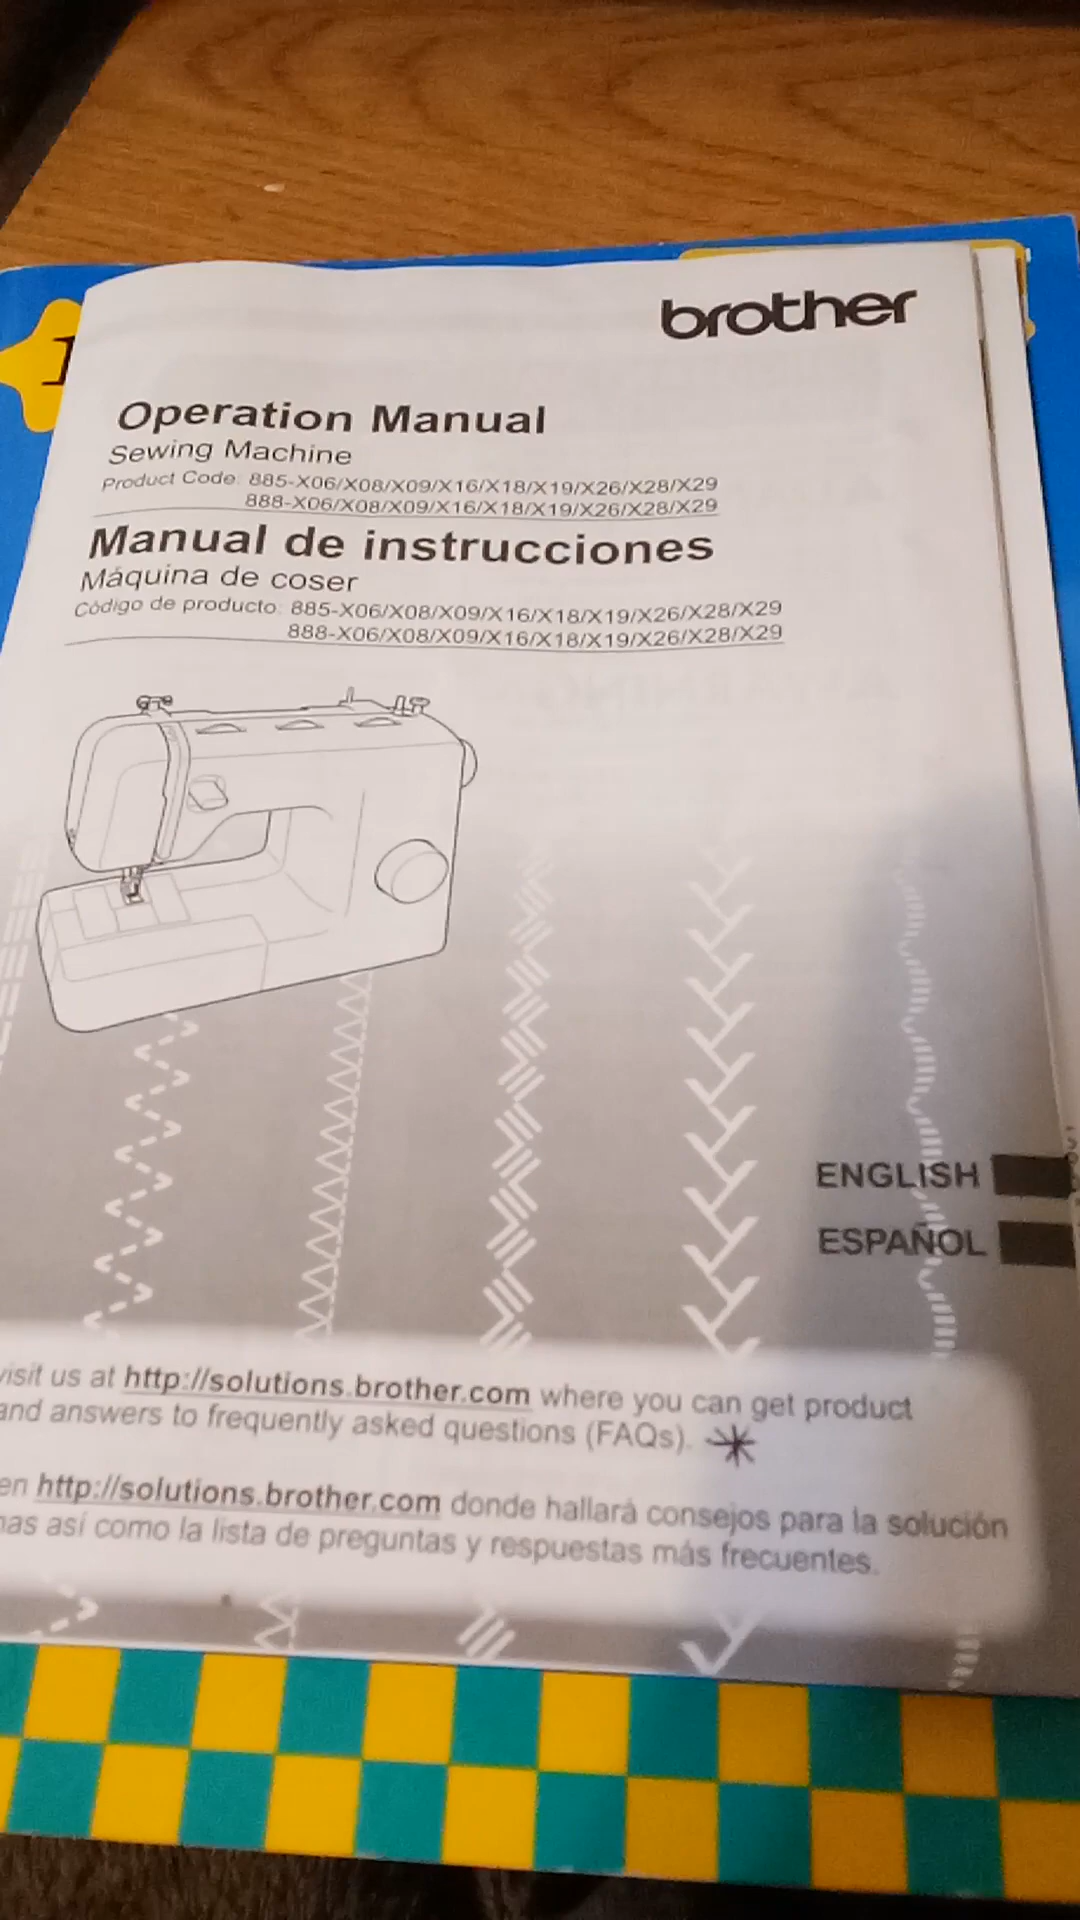 brother
Operation Manual
Sewing Machine
Product Code: 885-X06/X08/X09/X16/X18/X19/X26/X28/X29
888-X06/X08/X09/X16/X18/X19/X26/X28/X29
Manual de instrucciones
Máquina de coser
Código de producto: 885-X06/X08/X09/X16/X18/X19/X26/X28/X29
888-X06/X08/X09/X16/X18/X19/X26/X28/X29
ENGLISH
ESPAÑOL
visit us at http://solutions.brother.com where you can get product
and answers to frequently asked questions (FAQs).
en http://solutions.brother.com donde hallará consejos para la solución
así como la lista de preguntas y respuestas más frecuentes.